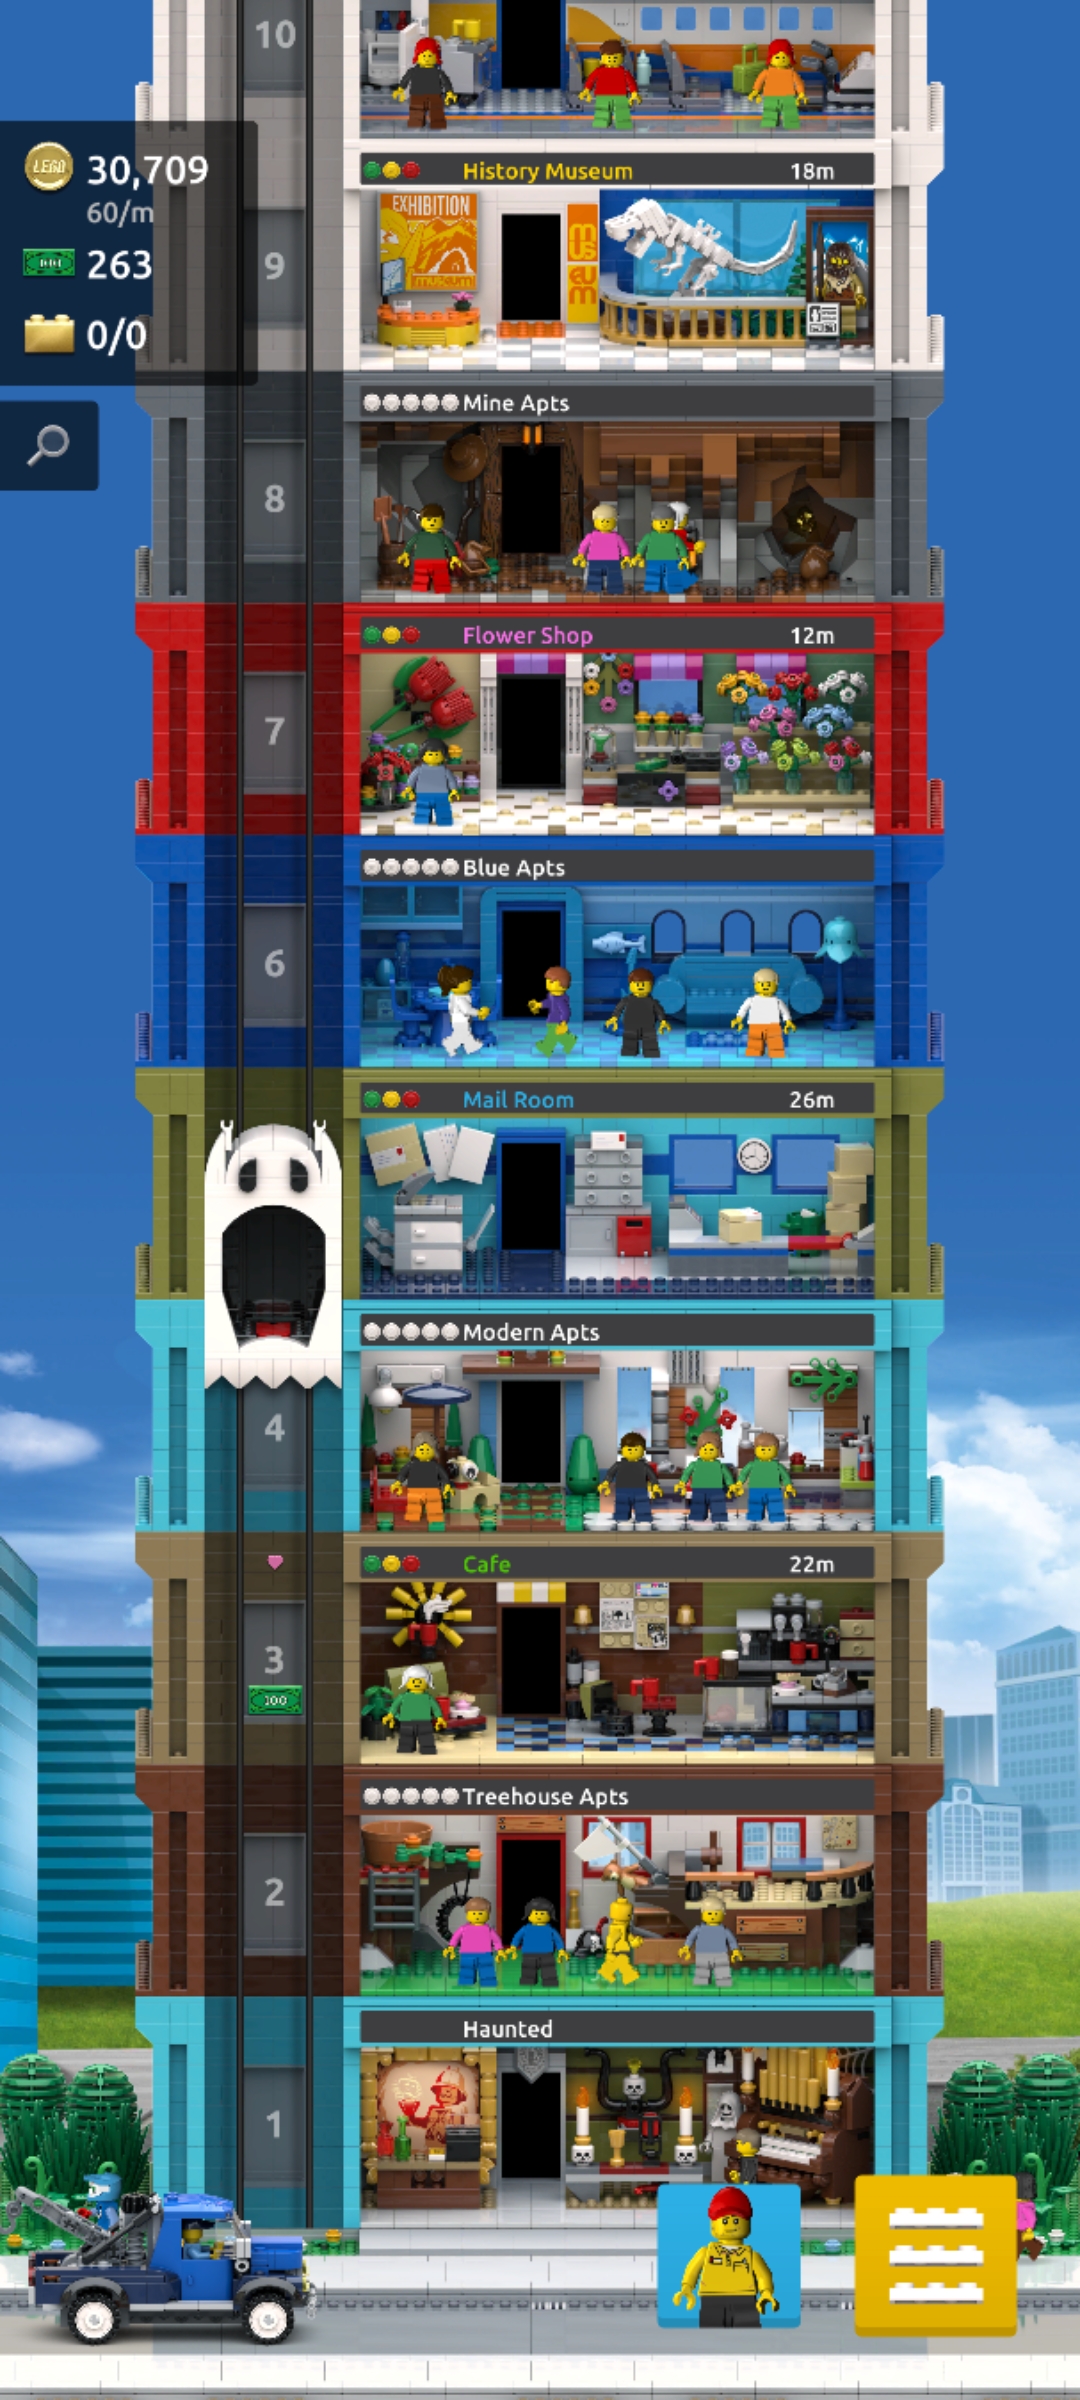 10
LEGO
30,709
60/m
263
0/0
History Museum 18m
EXHIBITION
museum
mus
eum
9
Mine Apts
8
Flower Shop 12m
7
Blue Apts
6
Mail Room 26m
Modern Apts
4
Cafe 22m
3
100
Treehouse Apts
2
Haunted
1